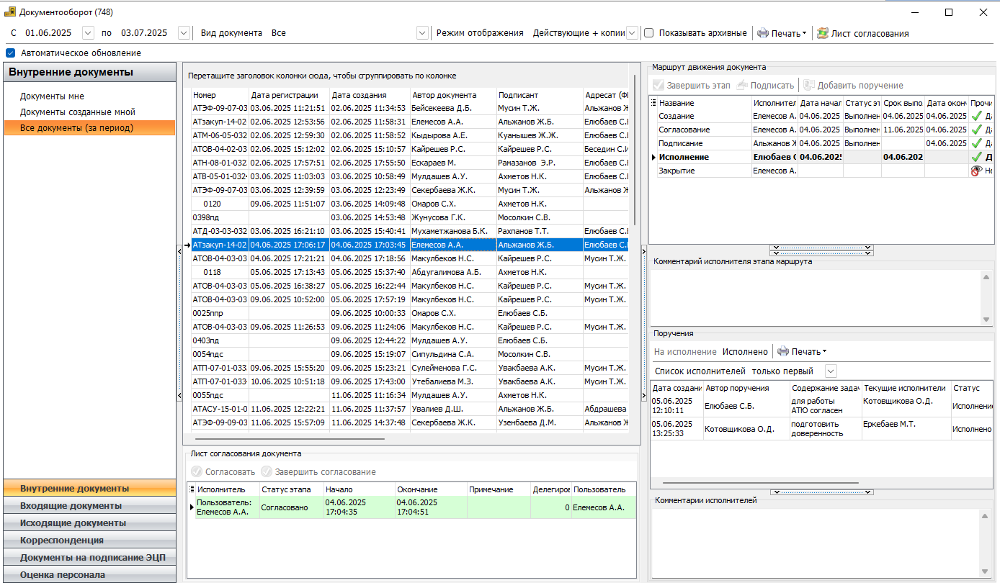 Документооборот (748)
С 01.06.2025 по 03.07.2025 Вид документа Все Режим отображения Действующие + копии Показывать архивные Печать Лист согласования
Автоматическое обновление
Внутренние документы
Документы мне
Документы созданные мной
Все документы (за период)
Внутренние документы
Входящие документы
Исходящие документы
Корреспонденция
Документы на подписание ЭЦП
Оценка персонала
Перетащите заголовок колонки сюда, чтобы сгруппировать по колонке
Номер Дата регистрации Дата создания Автор документа Подписант Адресат (Ф
АТЭФ-09-07-03 03.06.2025 11:21:51 02.06.2025 11:34:53 Бейсекеева Д.Б. Мусин Т.Ж. Альжанов Ж
АТзакуп-14-02 02.06.2025 12:53:56 02.06.2025 11:58:31 Елемесов А.А. Альжанов Ж.Б. Елюбаев С.
АТМ-06-05-032 02.06.2025 12:59:30 02.06.2025 11:58:52 Кыдырова А.Е. Куанышев Ж.Ж. Елюбаев С.
АТОВ-04-02-03 02.06.2025 15:12:02 02.06.2025 15:10:57 Кайрешев Р.С. Кайрешев Р.С. Беседин С.
АТН-08-01-032 02.06.2025 17:57:51 02.06.2025 17:55:50 Ескараев М. Рамазанов Э.Р. Елюбаев С.
АТВ-05-01-032 03.06.2025 11:03:03 03.06.2025 10:58:49 Мулдашев А.У. Ахметов Н.К. Елюбаев С.
АТЭФ-09-07-03 03.06.2025 12:39:59 03.06.2025 12:23:49 Секербаева Ж.К. Мусин Т.Ж. Альжанов Ж
0120 09.06.2025 11:51:07 03.06.2025 14:09:48 Омаров С.Х. Ахметов Н.К.
0398пд 03.06.2025 14:53:48 Жунусова Г.К. Мосолкин С.В.
АТД-03-03-032 03.06.2025 16:21:10 03.06.2025 15:40:41 Мухаметжанова Б.К. Рахпанов Т.Т. Елюбаев С.
АТзакуп-14-02 04.06.2025 17:06:17 04.06.2025 17:03:45 Елемесов А.А. Альжанов Ж.Б. Елюбаев С.
АТОВ-04-03-03 04.06.2025 17:21:21 04.06.2025 17:18:56 Макулбеков Н.С. Кайрешев Р.С. Мусин Т.Ж.
0118 05.06.2025 17:13:43 05.06.2025 15:37:40 Абдугалимова А.Б. Ахметов Н.К.
АТОВ-04-03-03 05.06.2025 16:38:27 05.06.2025 16:22:44 Макулбеков Н.С. Кайрешев Р.С. Мусин Т.Ж.
АТОВ-04-03-03 09.06.2025 10:52:00 05.06.2025 17:57:19 Макулбеков Н.С. Кайрешев Р.С. Мусин Т.Ж.
0025ппр 09.06.2025 10:00:33 Омаров С.Х. Елюбаев С.Б.
АТОВ-04-03-03 09.06.2025 11:26:53 09.06.2025 11:24:06 Макулбеков Н.С. Кайрешев Р.С. Мусин Т.Ж.
0403пд 09.06.2025 12:44:22 Мулдашев А.У. Елюбаев С.Б.
0054пдс 09.06.2025 15:19:07 Сипульдина С.А. Мосолкин С.В.
АТП-07-01-033 09.06.2025 15:55:20 09.06.2025 15:23:21 Сулейменова Г.С. Увакбаева А.К. Мусин Т.Ж.
АТП-07-01-033 10.06.2025 10:51:18 09.06.2025 17:43:00 Утебалиева М.З. Увакбаева А.К. Мусин Т.Ж.
0055пдс 11.06.2025 11:16:34 Мулдашев А.У. Ахметов Н.К.
АТАСУ-15-01-0 11.06.2025 12:22:21 11.06.2025 11:37:57 Увалиев Д.Ш. Альжанов Ж.Б. Абдрашева
АТЭФ-09-09-03 11.06.2025 15:57:09 11.06.2025 14:37:48 Секербаева Ж.К. Узенбаева Д.М. Альжанов Ж
Лист согласования документа
Согласовать Завершить согласование
Исполнитель Статус этапа Начало Окончание Примечание Делегиров Пользователь
Пользователь: Елемесов А.А. Согласовано 04.06.2025 17:04:35 04.06.2025 17:04:51 0 Елемесов А.А.
Маршрут движения документа
Завершить этап Подписать Добавить поручение
Название Исполнител Дата начал Статус эт Срок выпо Дата оконч Прочи
Создание Елемесов А. 04.06.2025 Выполнен 04.06.2025 04.06.2025 Д
Согласование Елемесов А. 04.06.2025 Выполнен 11.06.2025 04.06.2025 Д
Подписание Альжанов Ж 04.06.2025 Выполнен 04.06.2025 Д
Исполнение Елюбаев С 04.06.202 04.06.202 Д
Закрытие Елемесов А. Не
Комментарий исполнителя этапа маршрута
Поручения
На исполнение Исполнено Печать
Список исполнителей только первый
Дата создани Автор поручения Содержание задач Текущие исполнители Статус
05.06.2025 12:10:11 Елюбаев С.Б. для работы АТЮ согласен Котовщикова О.Д. Исполнено
05.06.2025 13:25:33 Котовщикова О.Д. подготовить доверенность Еркебаев М.Т. Исполнено
Комментарии исполнителей